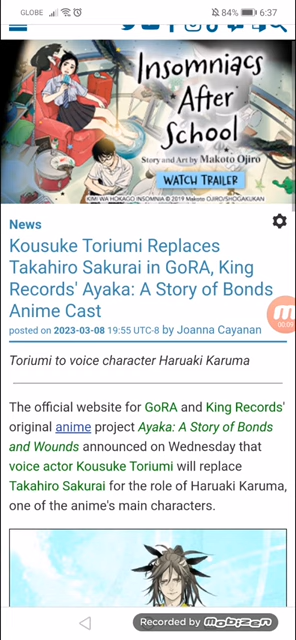 GLOBE
84%
6:37
Insomniacs
After
School
Story and Art by Makoto Ojiro
WATCH TRAILER
KIMI WA HOKAGO INSOMNIA © 2019 Makoto OJIRO/SHOGAKUKAN
News
Kousuke Toriumi Replaces
Takahiro Sakurai in GoRA, King
Records' Ayaka: A Story of Bonds
Anime Cast
posted on 2023-03-08 19:55 UTC-8 by Joanna Cayanan
00:09
Toriumi to voice character Haruaki Karuma
The official website for GoRA and King Records'
original anime project Ayaka: A Story of Bonds
and Wounds announced on Wednesday that
voice actor Kousuke Toriumi will replace
Takahiro Sakurai for the role of Haruaki Karuma,
one of the anime's main characters.
Recorded by mobizen